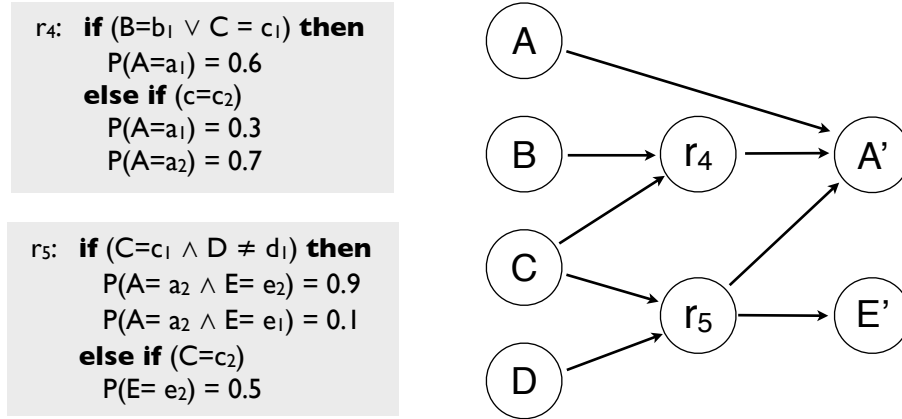 r₄: if (B=b₁ ∨ C = c₁) then
P(A=a₁) = 0.6
else if (c=c₂)
P(A=a₁) = 0.3
P(A=a₂) = 0.7
r₅: if (C=c₁ ∧ D ≠ d₁) then
P(A= a₂ ∧ E= e₂) = 0.9
P(A= a₂ ∧ E= e₁) = 0.1
else if (C=c₂)
P(E= e₂) = 0.5
A
B
C
D
r₄
r₅
A'
E'